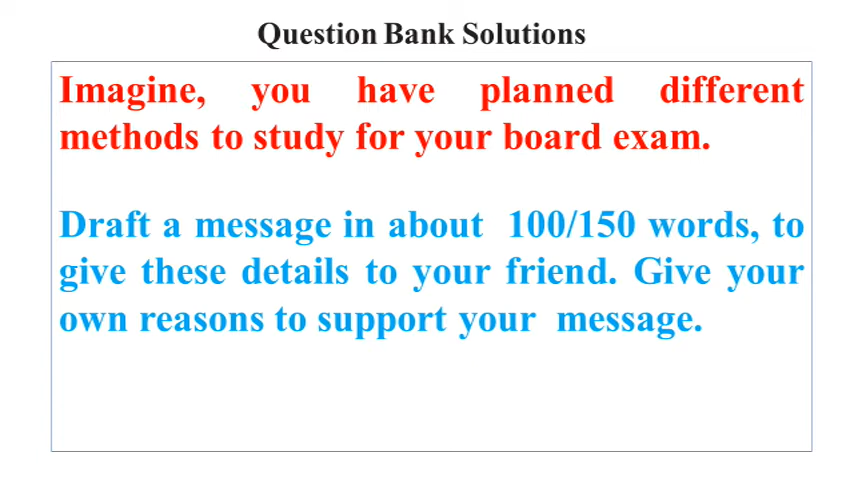 Question Bank Solutions
Imagine, you have planned different
methods to study for your board exam.
Draft a message in about 100/150 words, to
give these details to your friend. Give your
own reasons to support your message.